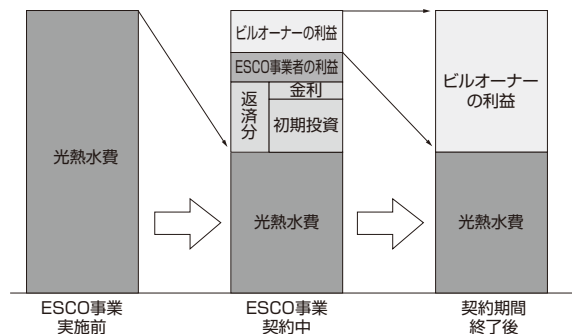 光熱水費
ESCO事業
実施前
ビルオーナーの利益
ESCO事業者の利益
返済分
金利
初期投資
光熱水費
ESCO事業
契約中
ビルオーナー
の利益
光熱水費
契約期間
終了後